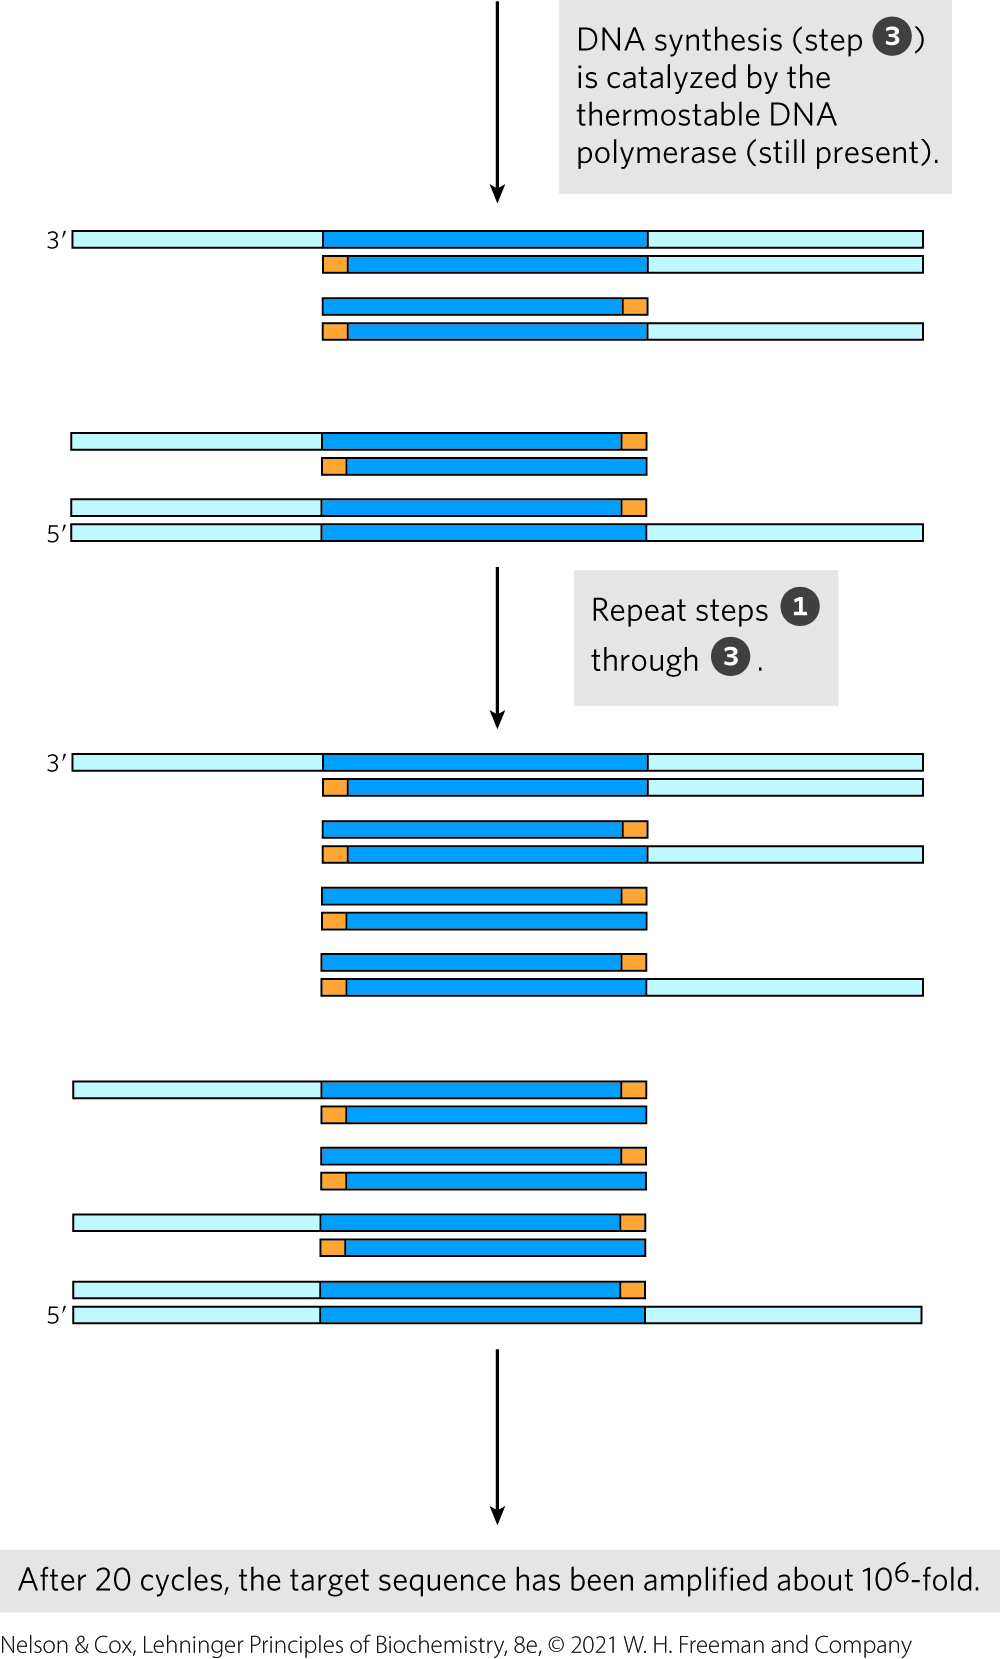 DNA synthesis (step 3)
is catalyzed by the
thermostable DNA
polymerase (still present).
3′
5′
Repeat steps 1
through 3 .
3′
5′
After 20 cycles, the target sequence has been amplified about 10⁶-fold.
Nelson & Cox, Lehninger Principles of Biochemistry, 8e, © 2021 W. H. Freeman and Company